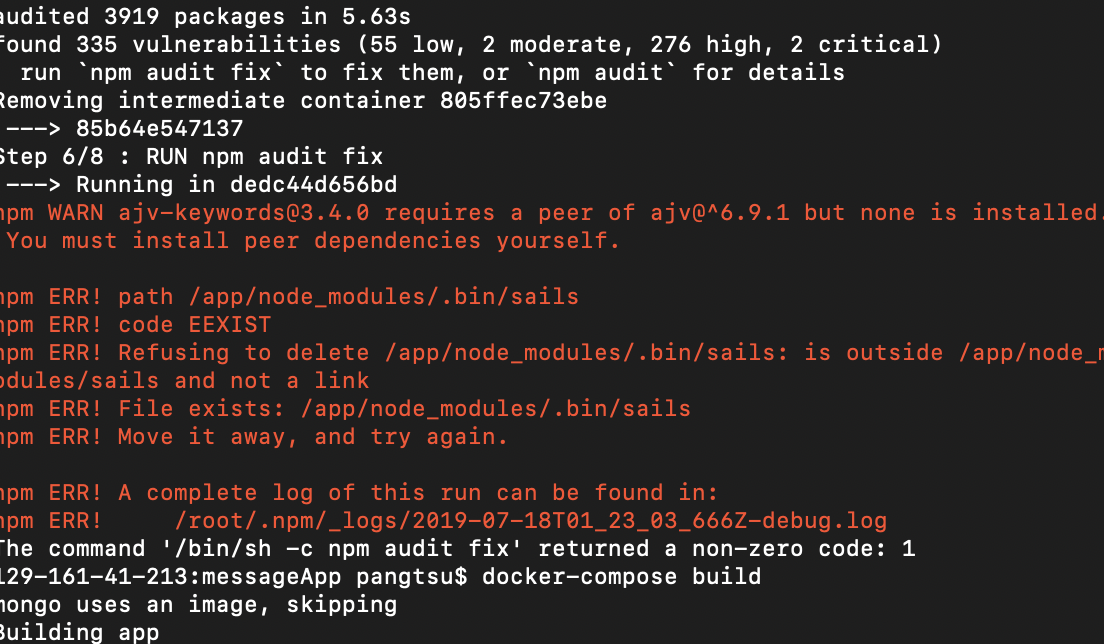 audited 3919 packages in 5.63s
found 335 vulnerabilities (55 low, 2 moderate, 276 high, 2 critical)
  run `npm audit fix` to fix them, or `npm audit` for details
Removing intermediate container 805ffec73ebe
 ---> 85b64e547137
Step 6/8 : RUN npm audit fix
 ---> Running in dedc44d656bd
npm WARN ajv-keywords@3.4.0 requires a peer of ajv@^6.9.1 but none is installed.
 You must install peer dependencies yourself.

npm ERR! path /app/node_modules/.bin/sails
npm ERR! code EEXIST
npm ERR! Refusing to delete /app/node_modules/.bin/sails: is outside /app/node_m
odules/sails and not a link
npm ERR! File exists: /app/node_modules/.bin/sails
npm ERR! Move it away, and try again.

npm ERR! A complete log of this run can be found in:
npm ERR!     /root/.npm/_logs/2019-07-18T01_23_03_666Z-debug.log
The command '/bin/sh -c npm audit fix' returned a non-zero code: 1
129-161-41-213:messageApp pangtsu$ docker-compose build
mongo uses an image, skipping
Building app